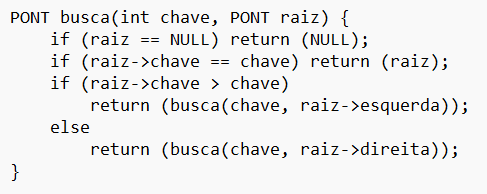 PONT busca(int chave, PONT raiz) {
    if (raiz == NULL) return (NULL);
    if (raiz->chave == chave) return (raiz);
    if (raiz->chave > chave)
        return (busca(chave, raiz->esquerda));
    else
        return (busca(chave, raiz->direita));
}